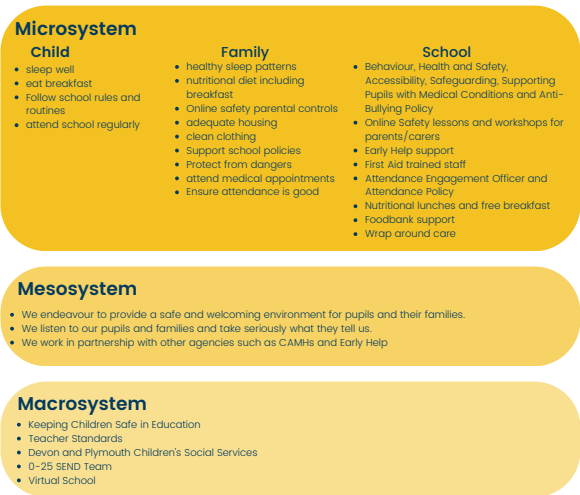 Microsystem
Child
sleep well
eat breakfast
Follow school rules and
routines
attend school regularly
Family
healthy sleep patterns
nutritional diet including
breakfast
Online safety parental controls
adequate housing
clean clothing
Support school policies
Protect from dangers
attend medical appointments
Ensure attendance is good
School
Behaviour, Health and Safety,
Accessibility, Safeguarding, Supporting
Pupils with Medical Conditions and Anti-
Bullying Policy
Online Safety lessons and workshops for
parents/carers
Early Help support
First Aid trained staff
Attendance Engagement Officer and
Attendance Policy
Nutritional lunches and free breakfast
Foodbank support
Wrap around care
Mesosystem
We endeavour to provide a safe and welcoming environment for pupils and their families.
We listen to our pupils and families and take seriously what they tell us.
We work in partnership with other agencies such as CAMHs and Early Help
Macrosystem
Keeping Children Safe in Education
Teacher Standards
Devon and Plymouth Children's Social Services
0-25 SEND Team
Virtual School